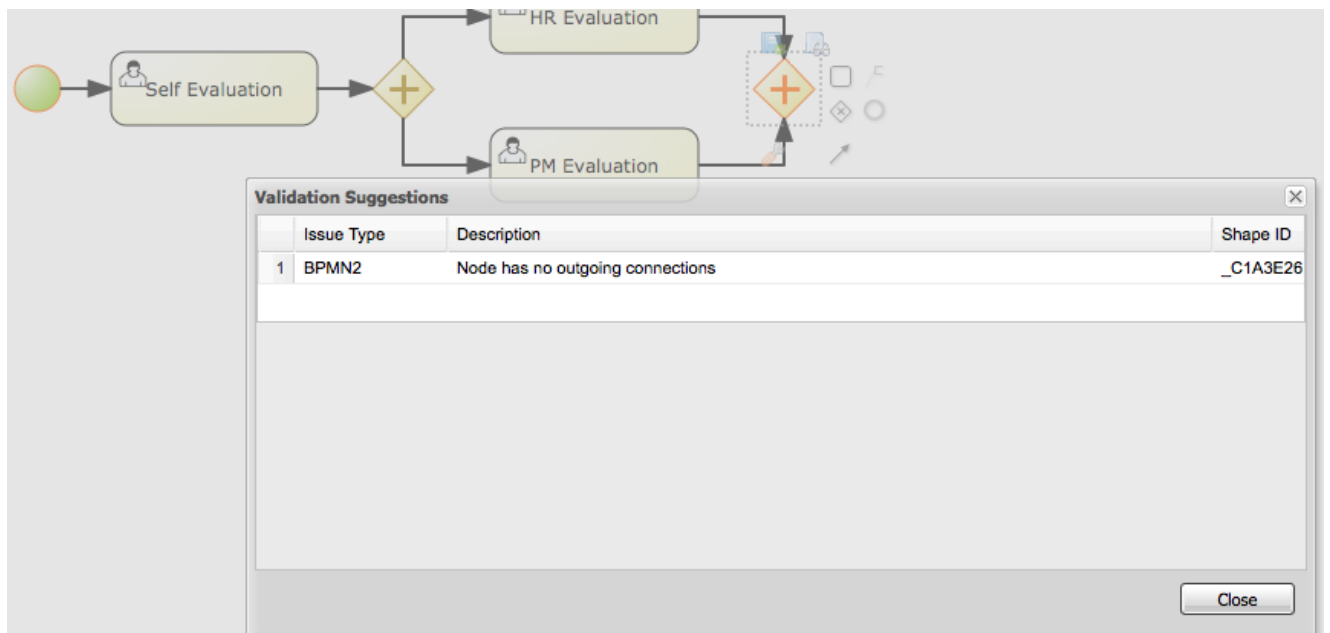 HR Evaluation
Self Evaluation
PM Evaluation
Validation Suggestions
Issue Type Description Shape ID
1 BPMN2 Node has no outgoing connections _C1A3E26
Close